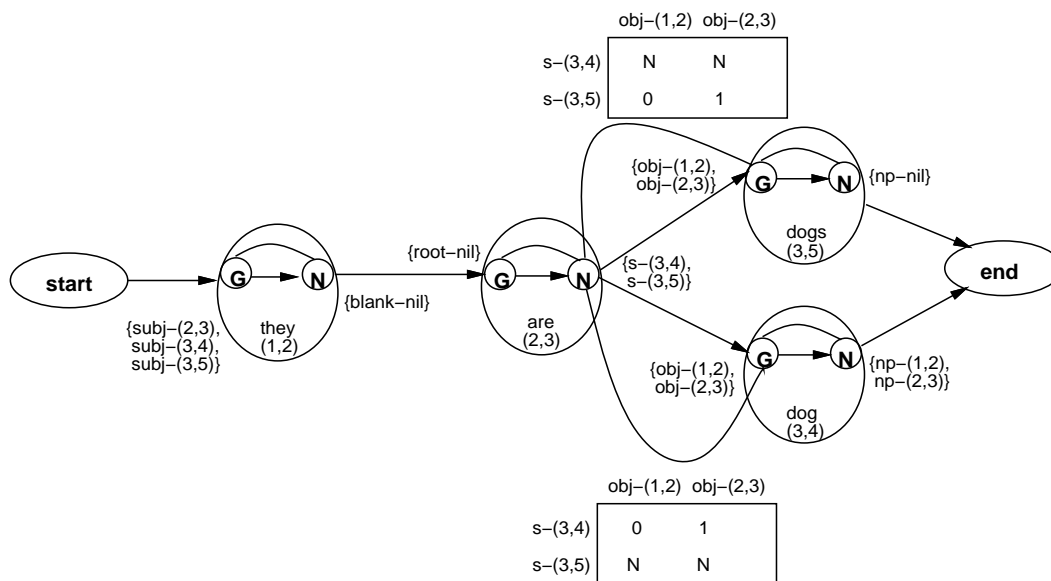 obj−(1,2) obj−(2,3)
s−(3,4) N N
s−(3,5) 0 1
{obj−(1,2),
obj−(2,3)}
G N
{np−nil}
dogs
(3,5)
{root−nil}
{s−(3,4),
s−(3,5)}
start
G N
G N
end
{blank−nil}
they
(1,2)
are
(2,3)
{subj−(2,3),
subj−(3,4),
subj−(3,5)}
G N
{obj−(1,2),
obj−(2,3)}
{np−(1,2),
np−(2,3)}
dog
(3,4)
obj−(1,2) obj−(2,3)
s−(3,4) 0 1
s−(3,5) N N